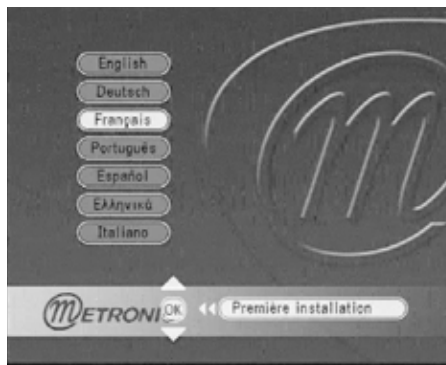 English
Deutsch
Français
Português
Español
Ελληνικά
Italiano
METRONI OK Première installation